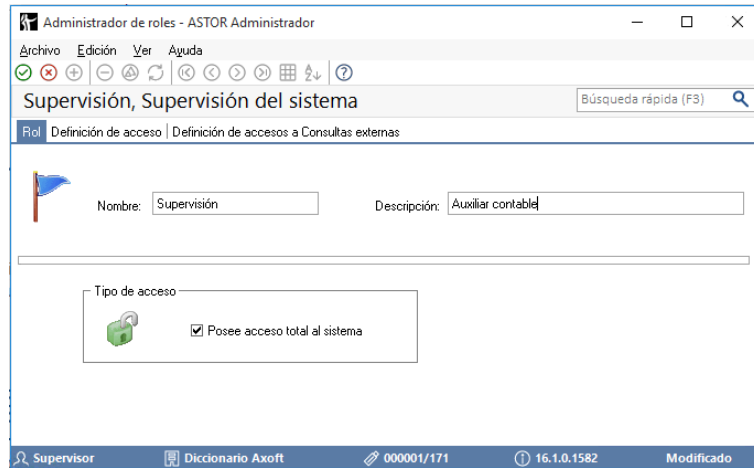 Administrador de roles - ASTOR Administrador
Archivo Edición Ver Ayuda
Supervisión, Supervisión del sistema
Búsqueda rápida (F3)
Rol Definición de acceso Definición de accesos a Consultas externas
Nombre: Supervisión Descripción: Auxiliar contable
Tipo de acceso
Posee acceso total al sistema
Supervisor Diccionario Axoft 000001/171 16.1.0.1582 Modificado